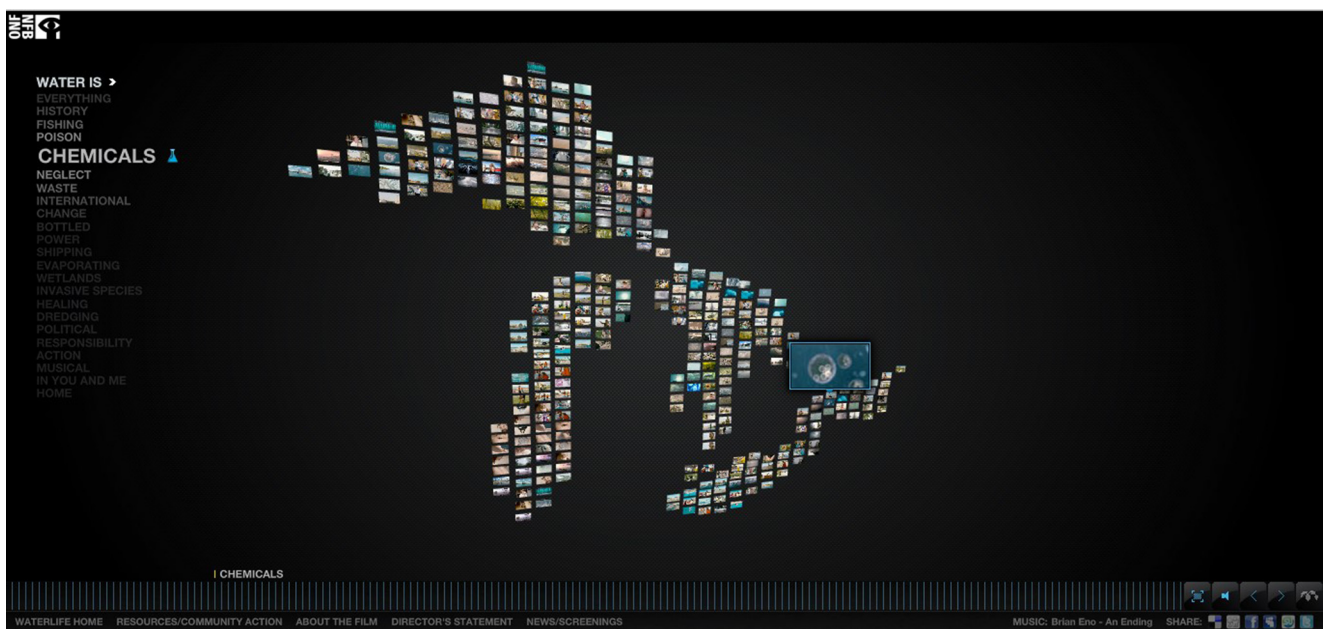 NFB
ONF
WATER IS >
EVERYTHING
HISTORY
FISHING
POISON
CHEMICALS
NEGLECT
WASTE
INTERNATIONAL
CHANGE
BOTTLED
POWER
SHIPPING
EVAPORATING
WETLANDS
INVASIVE SPECIES
HEALING
DREDGING
POLITICAL
RESPONSIBILITY
ACTION
MUSICAL
IN YOU AND ME
HOME
CHEMICALS
WATERLIFE HOME RESOURCES/COMMUNITY ACTION ABOUT THE FILM DIRECTOR'S STATEMENT NEWS/SCREENINGS MUSIC: Brian Eno - An Ending SHARE: